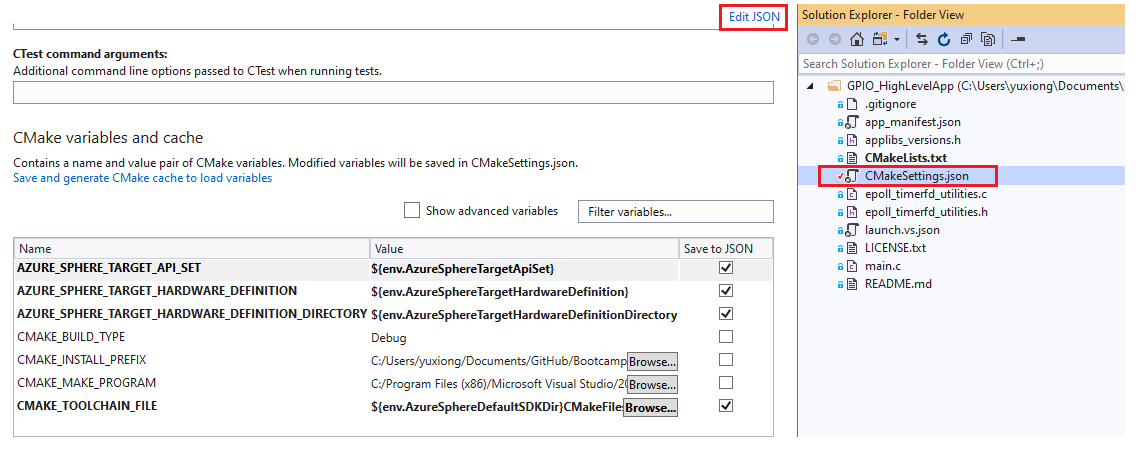 Edit JSON
CTest command arguments:
Additional command line options passed to CTest when running tests.
CMake variables and cache
Contains a name and value pair of CMake variables. Modified variables will be saved in CMakeSettings.json.
Save and generate CMake cache to load variables
Show advanced variables
Filter variables...
Name Value Save to JSON
AZURE_SPHERE_TARGET_API_SET ${env.AzureSphereTargetApiSet}
AZURE_SPHERE_TARGET_HARDWARE_DEFINITION ${env.AzureSphereTargetHardwareDefinition}
AZURE_SPHERE_TARGET_HARDWARE_DEFINITION_DIRECTORY ${env.AzureSphereTargetHardwareDefinitionDirectory
CMAKE_BUILD_TYPE Debug
CMAKE_INSTALL_PREFIX C:/Users/yuxiong/Documents/GitHub/Bootcamp Browse...
CMAKE_MAKE_PROGRAM C:/Program Files (x86)/Microsoft Visual Studio/20 Browse...
CMAKE_TOOLCHAIN_FILE ${env.AzureSphereDefaultSDKDir}CMakeFiles Browse...
Solution Explorer - Folder View
Search Solution Explorer - Folder View (Ctrl+;)
GPIO_HighLevelApp (C:\Users\yuxiong\Documents\
.gitignore
app_manifest.json
applibs_versions.h
CMakeLists.txt
CMakeSettings.json
epoll_timerfd_utilities.c
epoll_timerfd_utilities.h
launch.vs.json
LICENSE.txt
main.c
README.md